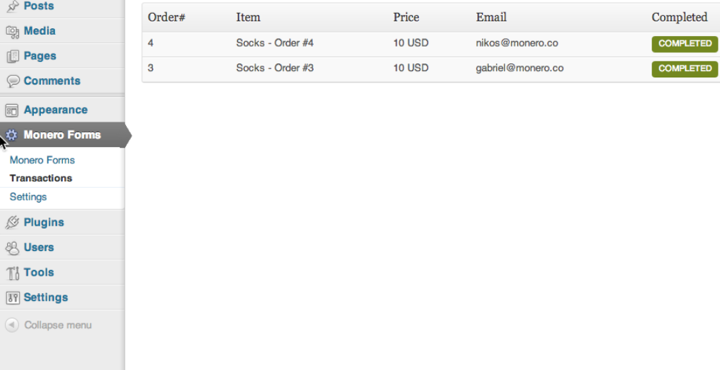 Posts
Media
Pages
Comments
Appearance
Monero Forms
Monero Forms
Transactions
Settings
Plugins
Users
Tools
Settings
Collapse menu
Order# Item Price Email Completed
4 Socks - Order #4 10 USD nikos@monero.co COMPLETED
3 Socks - Order #3 10 USD gabriel@monero.co COMPLETED